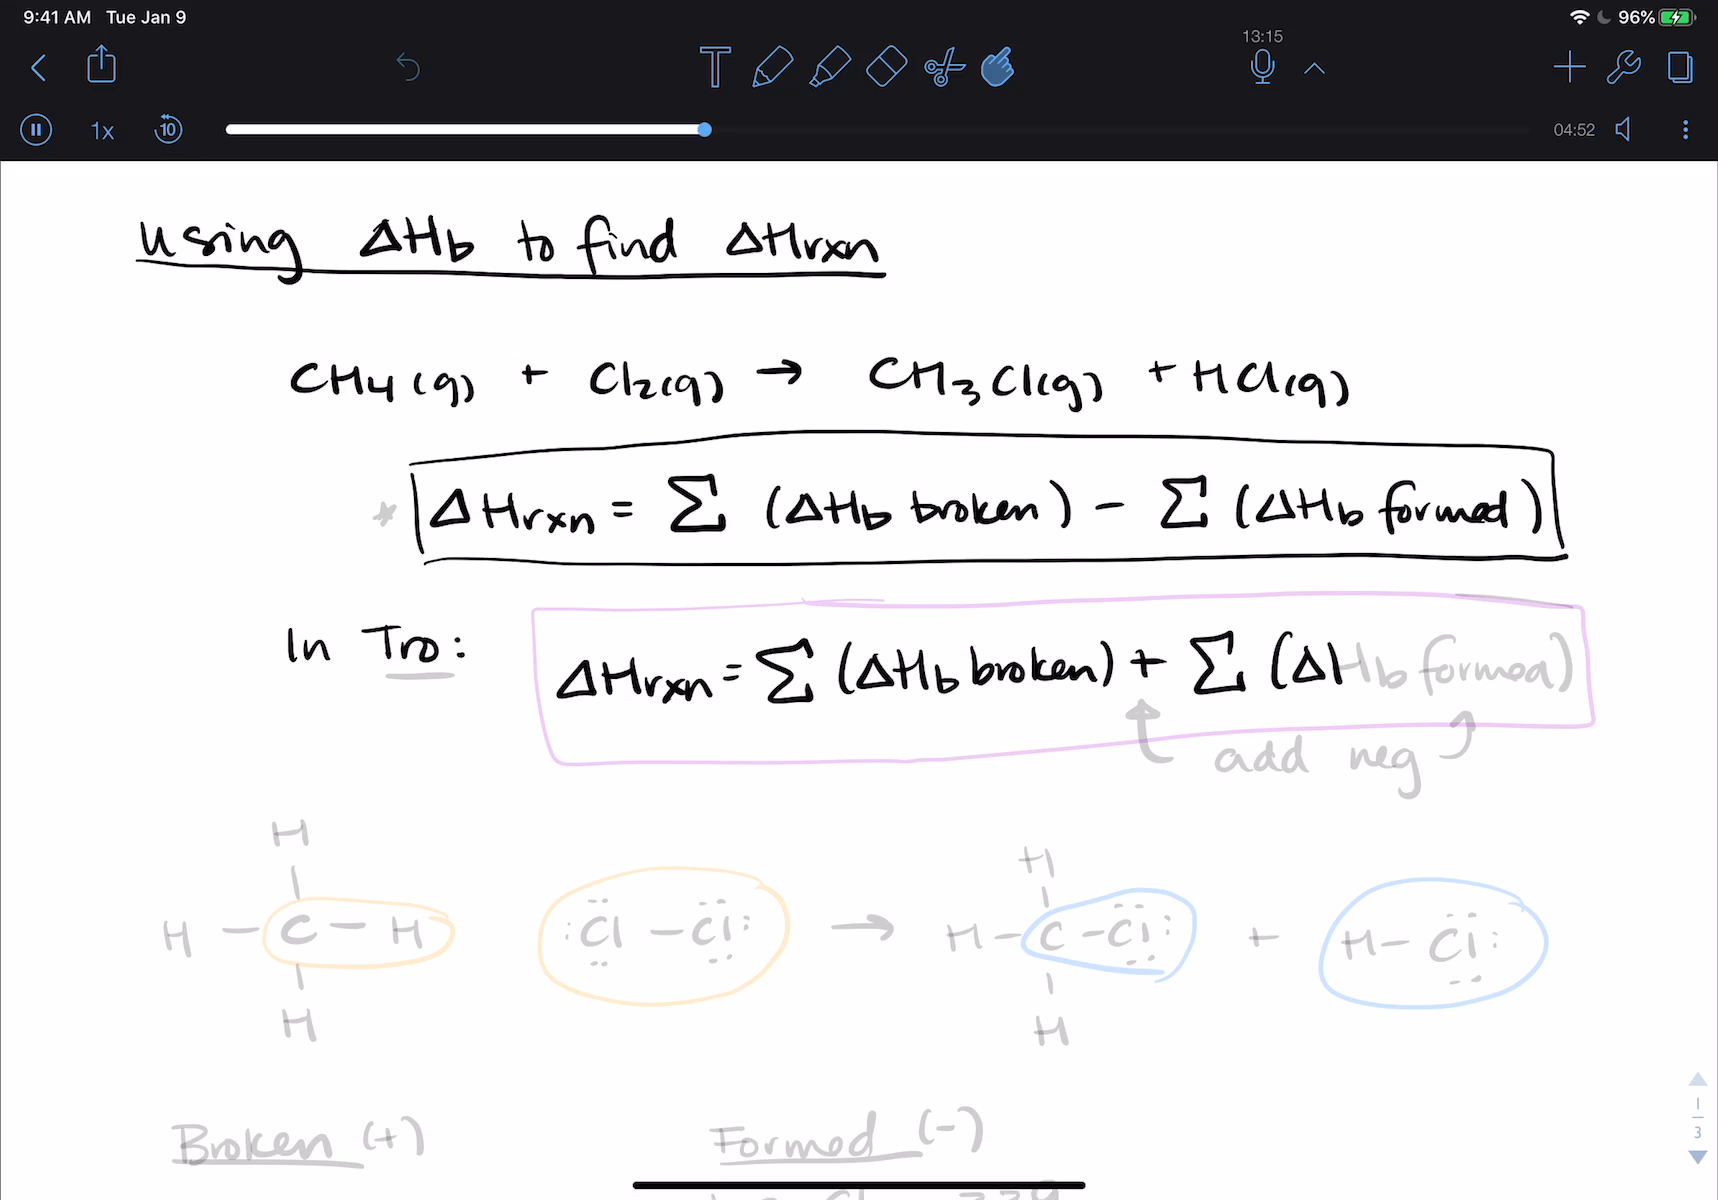 9:41 AM Tue Jan 9
96%
13:15
1x
10
04:52
using ΔHb to find ΔHrxn
CH4(g) + Cl2(g) → CH3Cl(g) + HCl(g)
* ΔHrxn = Σ (ΔHb broken) - Σ (ΔHb formed)
In Tro: ΔHrxn = Σ (ΔHb broken) + Σ (ΔHb formed)
add neg
H H
H - C - H :Cl - Cl: → H - C - Cl: + H - Cl:
H H
1
3
Broken (+) Formed (-)